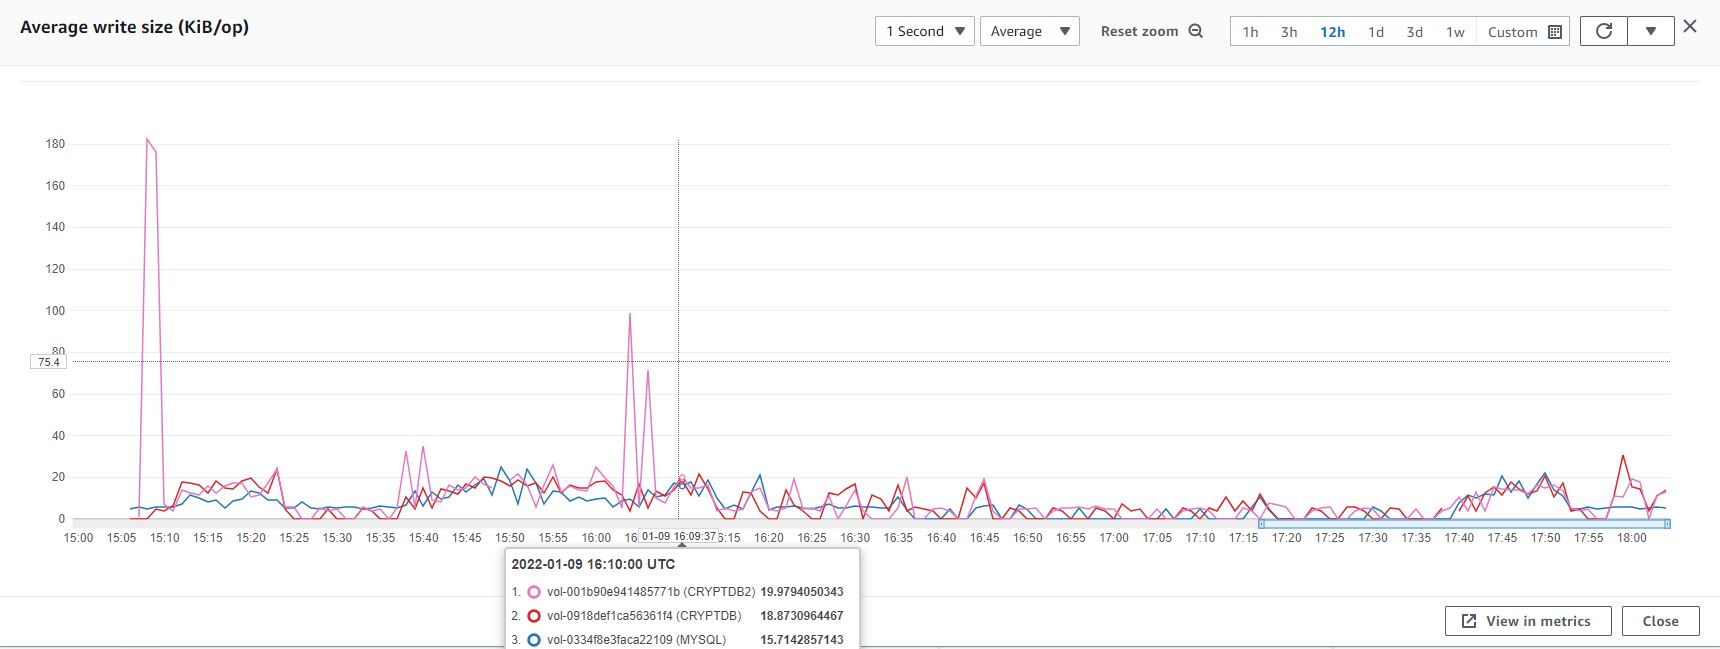 Average write size (KiB/op)
1 Second
Average
Reset zoom
1h 3h 12h 1d 3d 1w Custom
180
160
140
120
100
80
75.4
60
40
20
0
15:00 15:05 15:10 15:15 15:20 15:25 15:30 15:35 15:40 15:45 15:50 15:55 16:00 16: 01-09 16:09:37 6:15 16:20 16:25 16:30 16:35 16:40 16:45 16:50 16:55 17:00 17:05 17:10 17:15 17:20 17:25 17:30 17:35 17:40 17:45 17:50 17:55 18:00
2022-01-09 16:10:00 UTC
1. vol-001b90e941485771b (CRYPTDB2) 19.9794050343
2. vol-0918def1ca56361f4 (CRYPTDB) 18.8730964467
3. vol-0334f8e3faca22109 (MYSQL) 15.7142857143
View in metrics
Close